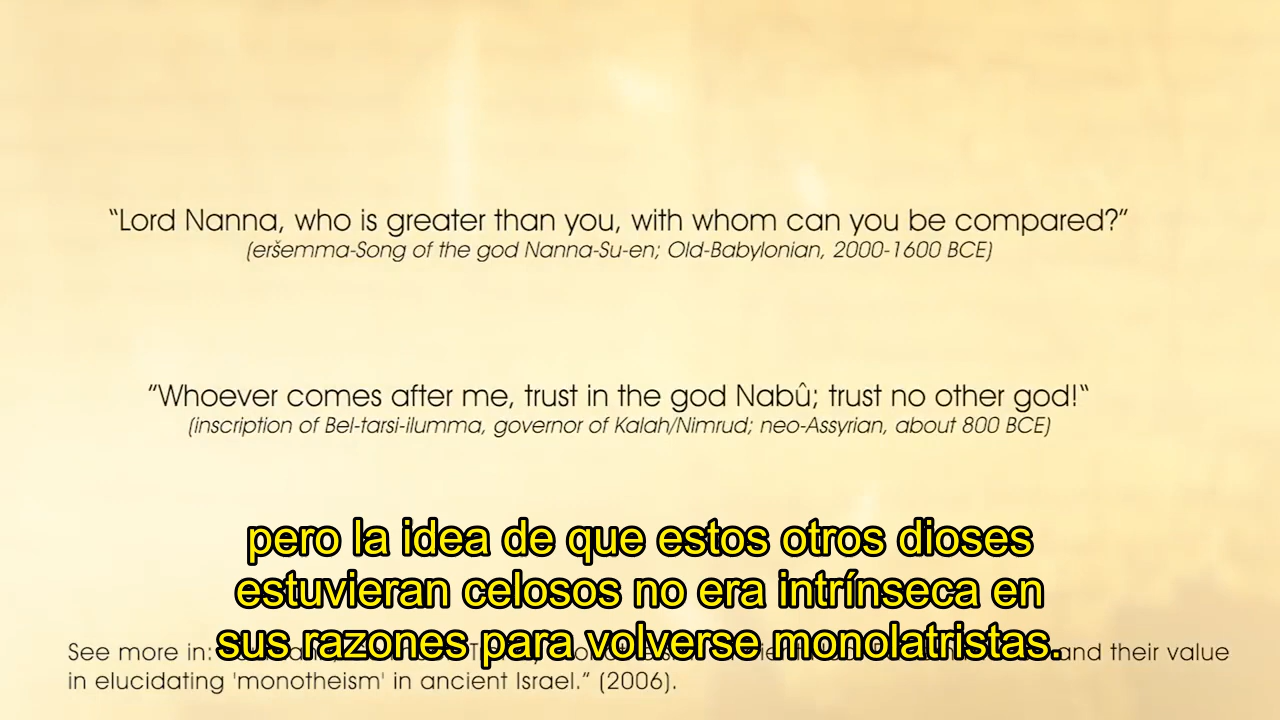 “Lord Nanna, who is greater than you, with whom can you be compared?”
(eršemma-Song of the god Nanna-Su-en; Old-Babylonian, 2000-1600 BCE)
”Whoever comes after me, trust in the god Nabû; trust no other god!“
(inscription of Bel-tarsi-ilumma, governor of Kalah/Nimrud; neo-Assyrian, about 800 BCE)
pero la idea de que estos otros dioses
estuvieran celosos no era intrínseca en
sus razones para volverse monolatristas.
See more in: and their value
in elucidating 'monotheism' in ancient Israel.” (2006).